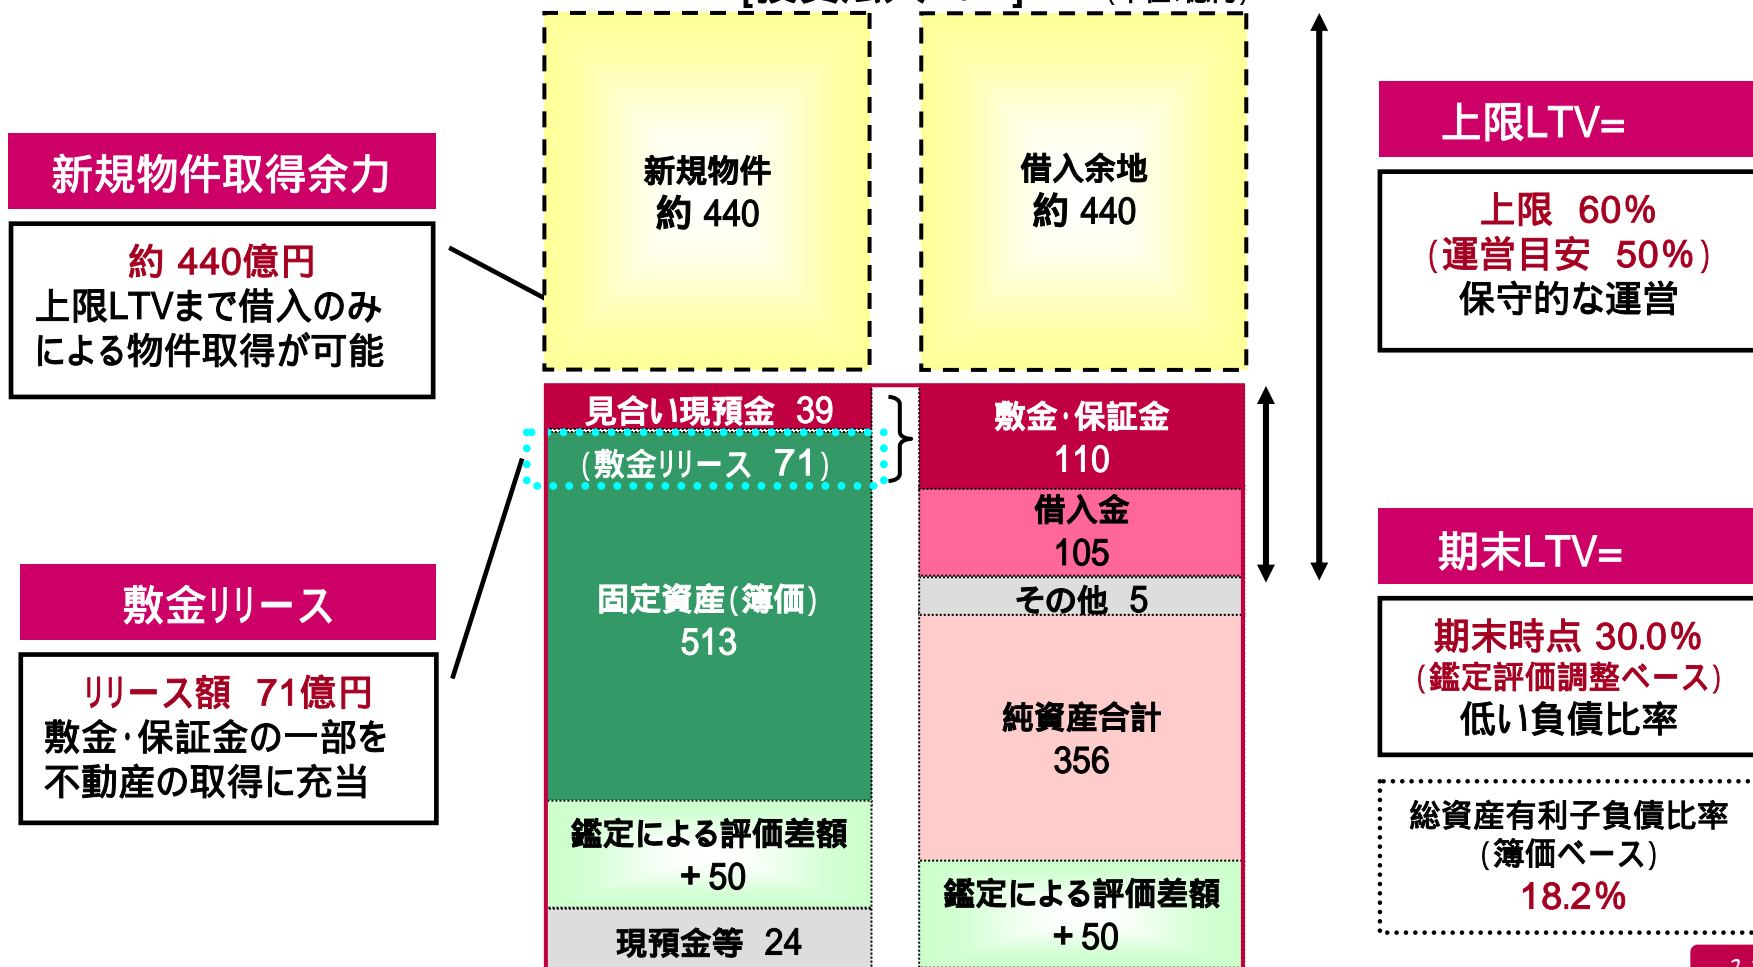 新規物件取得余力
約 440億円
上限LTVまで借入のみ
による物件取得が可能
敷金リリース
リリース額 71億円
敷金・保証金の一部を
不動産の取得に充当
新規物件
約 440
見合い現預金 39
(敷金リリース 71)
固定資産(簿価)
513
鑑定による評価差額
+50
現預金等 24
借入余地
約 440
敷金・保証金
110
借入金
105
その他 5
純資産合計
356
鑑定による評価差額
+50
上限LTV=
上限 60%
(運営目安 50%)
保守的な運営
期末LTV=
期末時点 30.0%
(鑑定評価調整ベース)
低い負債比率
総資産有利子負債比率
(簿価ベース)
18.2%